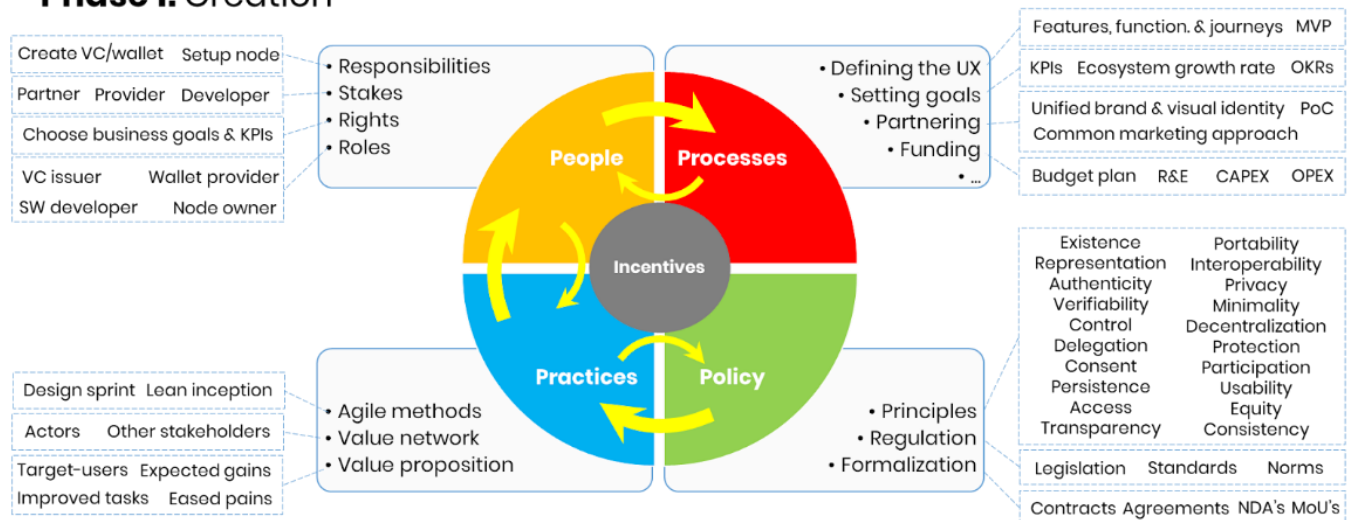 Phase I: Creation
Create VC/wallet Setup node
Partner Provider Developer
Choose business goals & KPIs
VC issuer Wallet provider
SW developer Node owner
• Responsibilities
• Stakes
• Rights
• Roles
• Defining the UX
• Setting goals
• Partnering
• Funding
• ...
Features, function. & journeys MVP
KPIs Ecosystem growth rate OKRs
Unified brand & visual identity PoC
Common marketing approach
Budget plan R&E CAPEX OPEX
People Processes
Incentives
Practices Policy
Design sprint Lean inception
Actors Other stakeholders
Target-users Expected gains
Improved tasks Eased pains
• Agile methods
• Value network
• Value proposition
• Principles
• Regulation
• Formalization
Existence Portability
Representation Interoperability
Authenticity Privacy
Verifiability Minimality
Control Decentralization
Delegation Protection
Consent Participation
Persistence Usability
Access Equity
Transparency Consistency
Legislation Standards Norms
Contracts Agreements NDA's MoU's